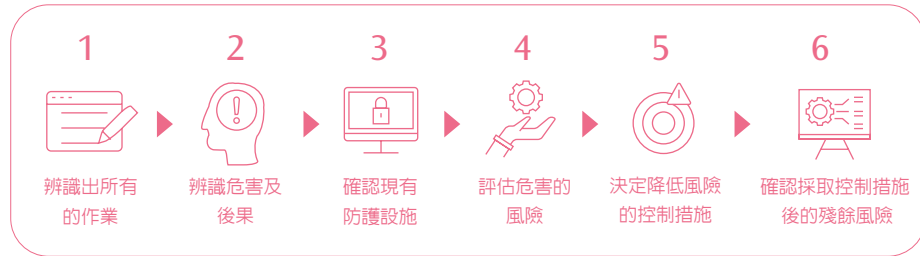 1
辨識出所有
的作業
2
辨識危害及
後果
3
確認現有
防護設施
4
評估危害的
風險
5
決定降低風險
的控制措施
6
確認採取控制措施
後的殘餘風險